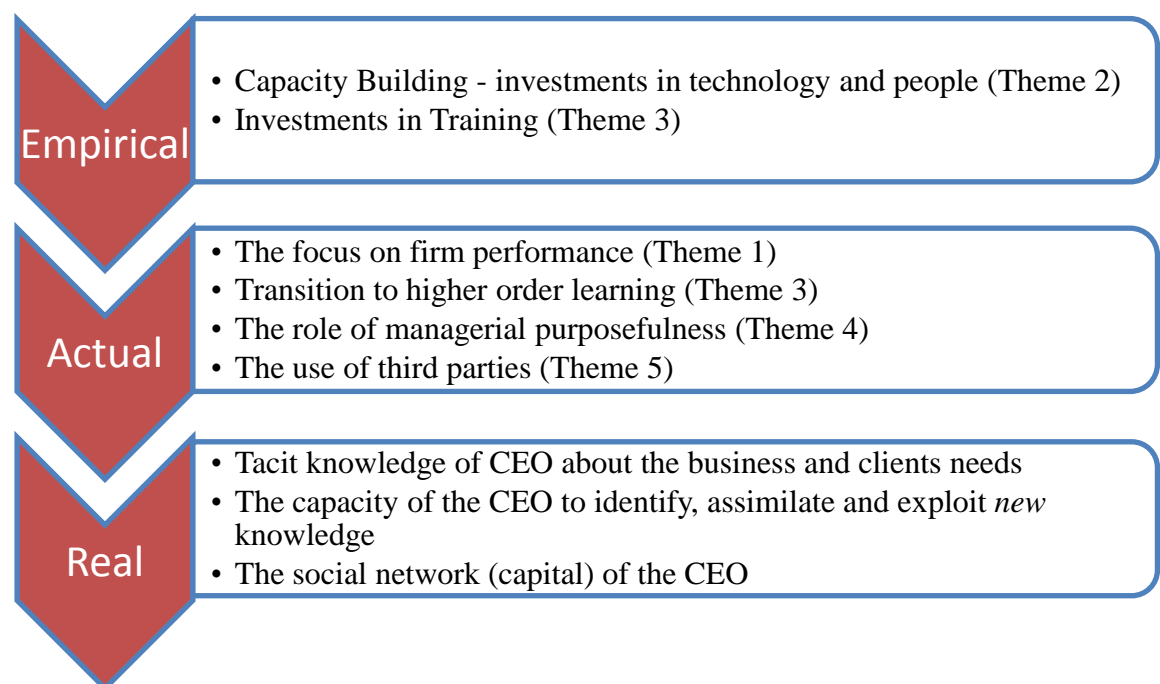 Empirical
• Capacity Building - investments in technology and people (Theme 2)
• Investments in Training (Theme 3)
Actual
• The focus on firm performance (Theme 1)
• Transition to higher order learning (Theme 3)
• The role of managerial purposefulness (Theme 4)
• The use of third parties (Theme 5)
Real
• Tacit knowledge of CEO about the business and clients needs
• The capacity of the CEO to identify, assimilate and exploit new
knowledge
• The social network (capital) of the CEO